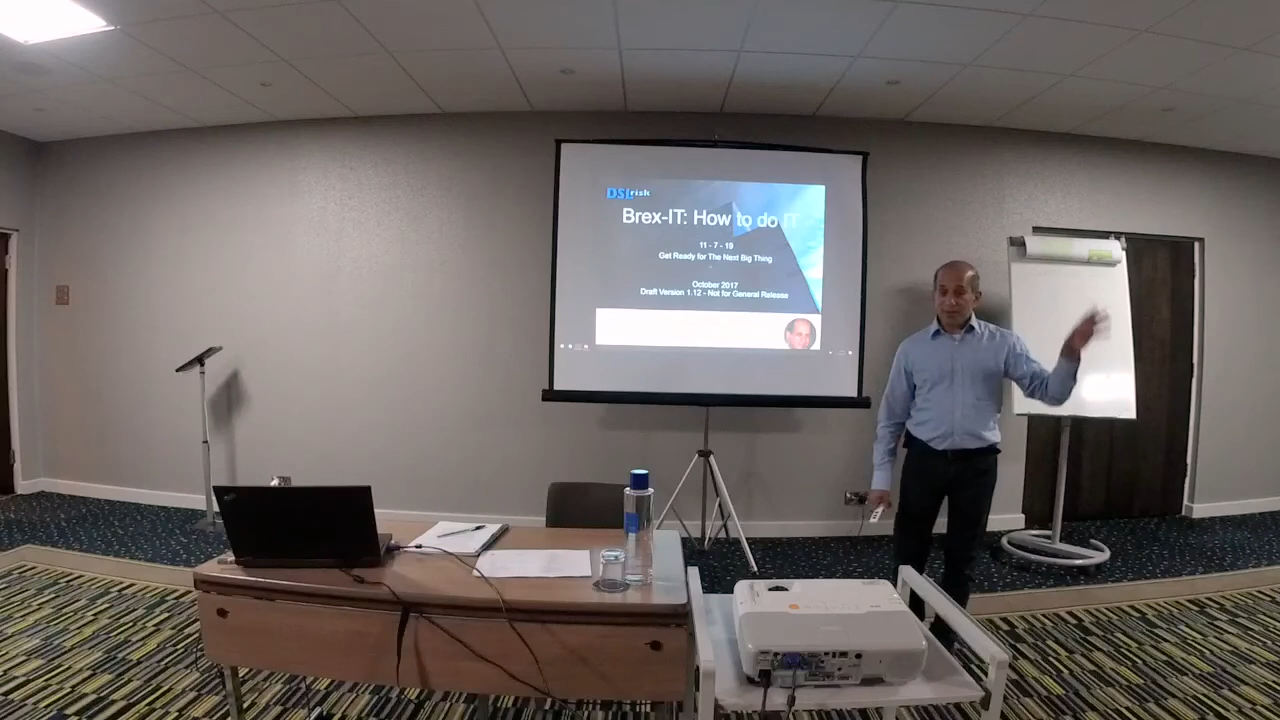 DSLrisk
Brex-IT: How to do IT
11 - 7 - 19
Get Ready for The Next Big Thing
October 2017
Draft Version 1.12 - Not for General Release